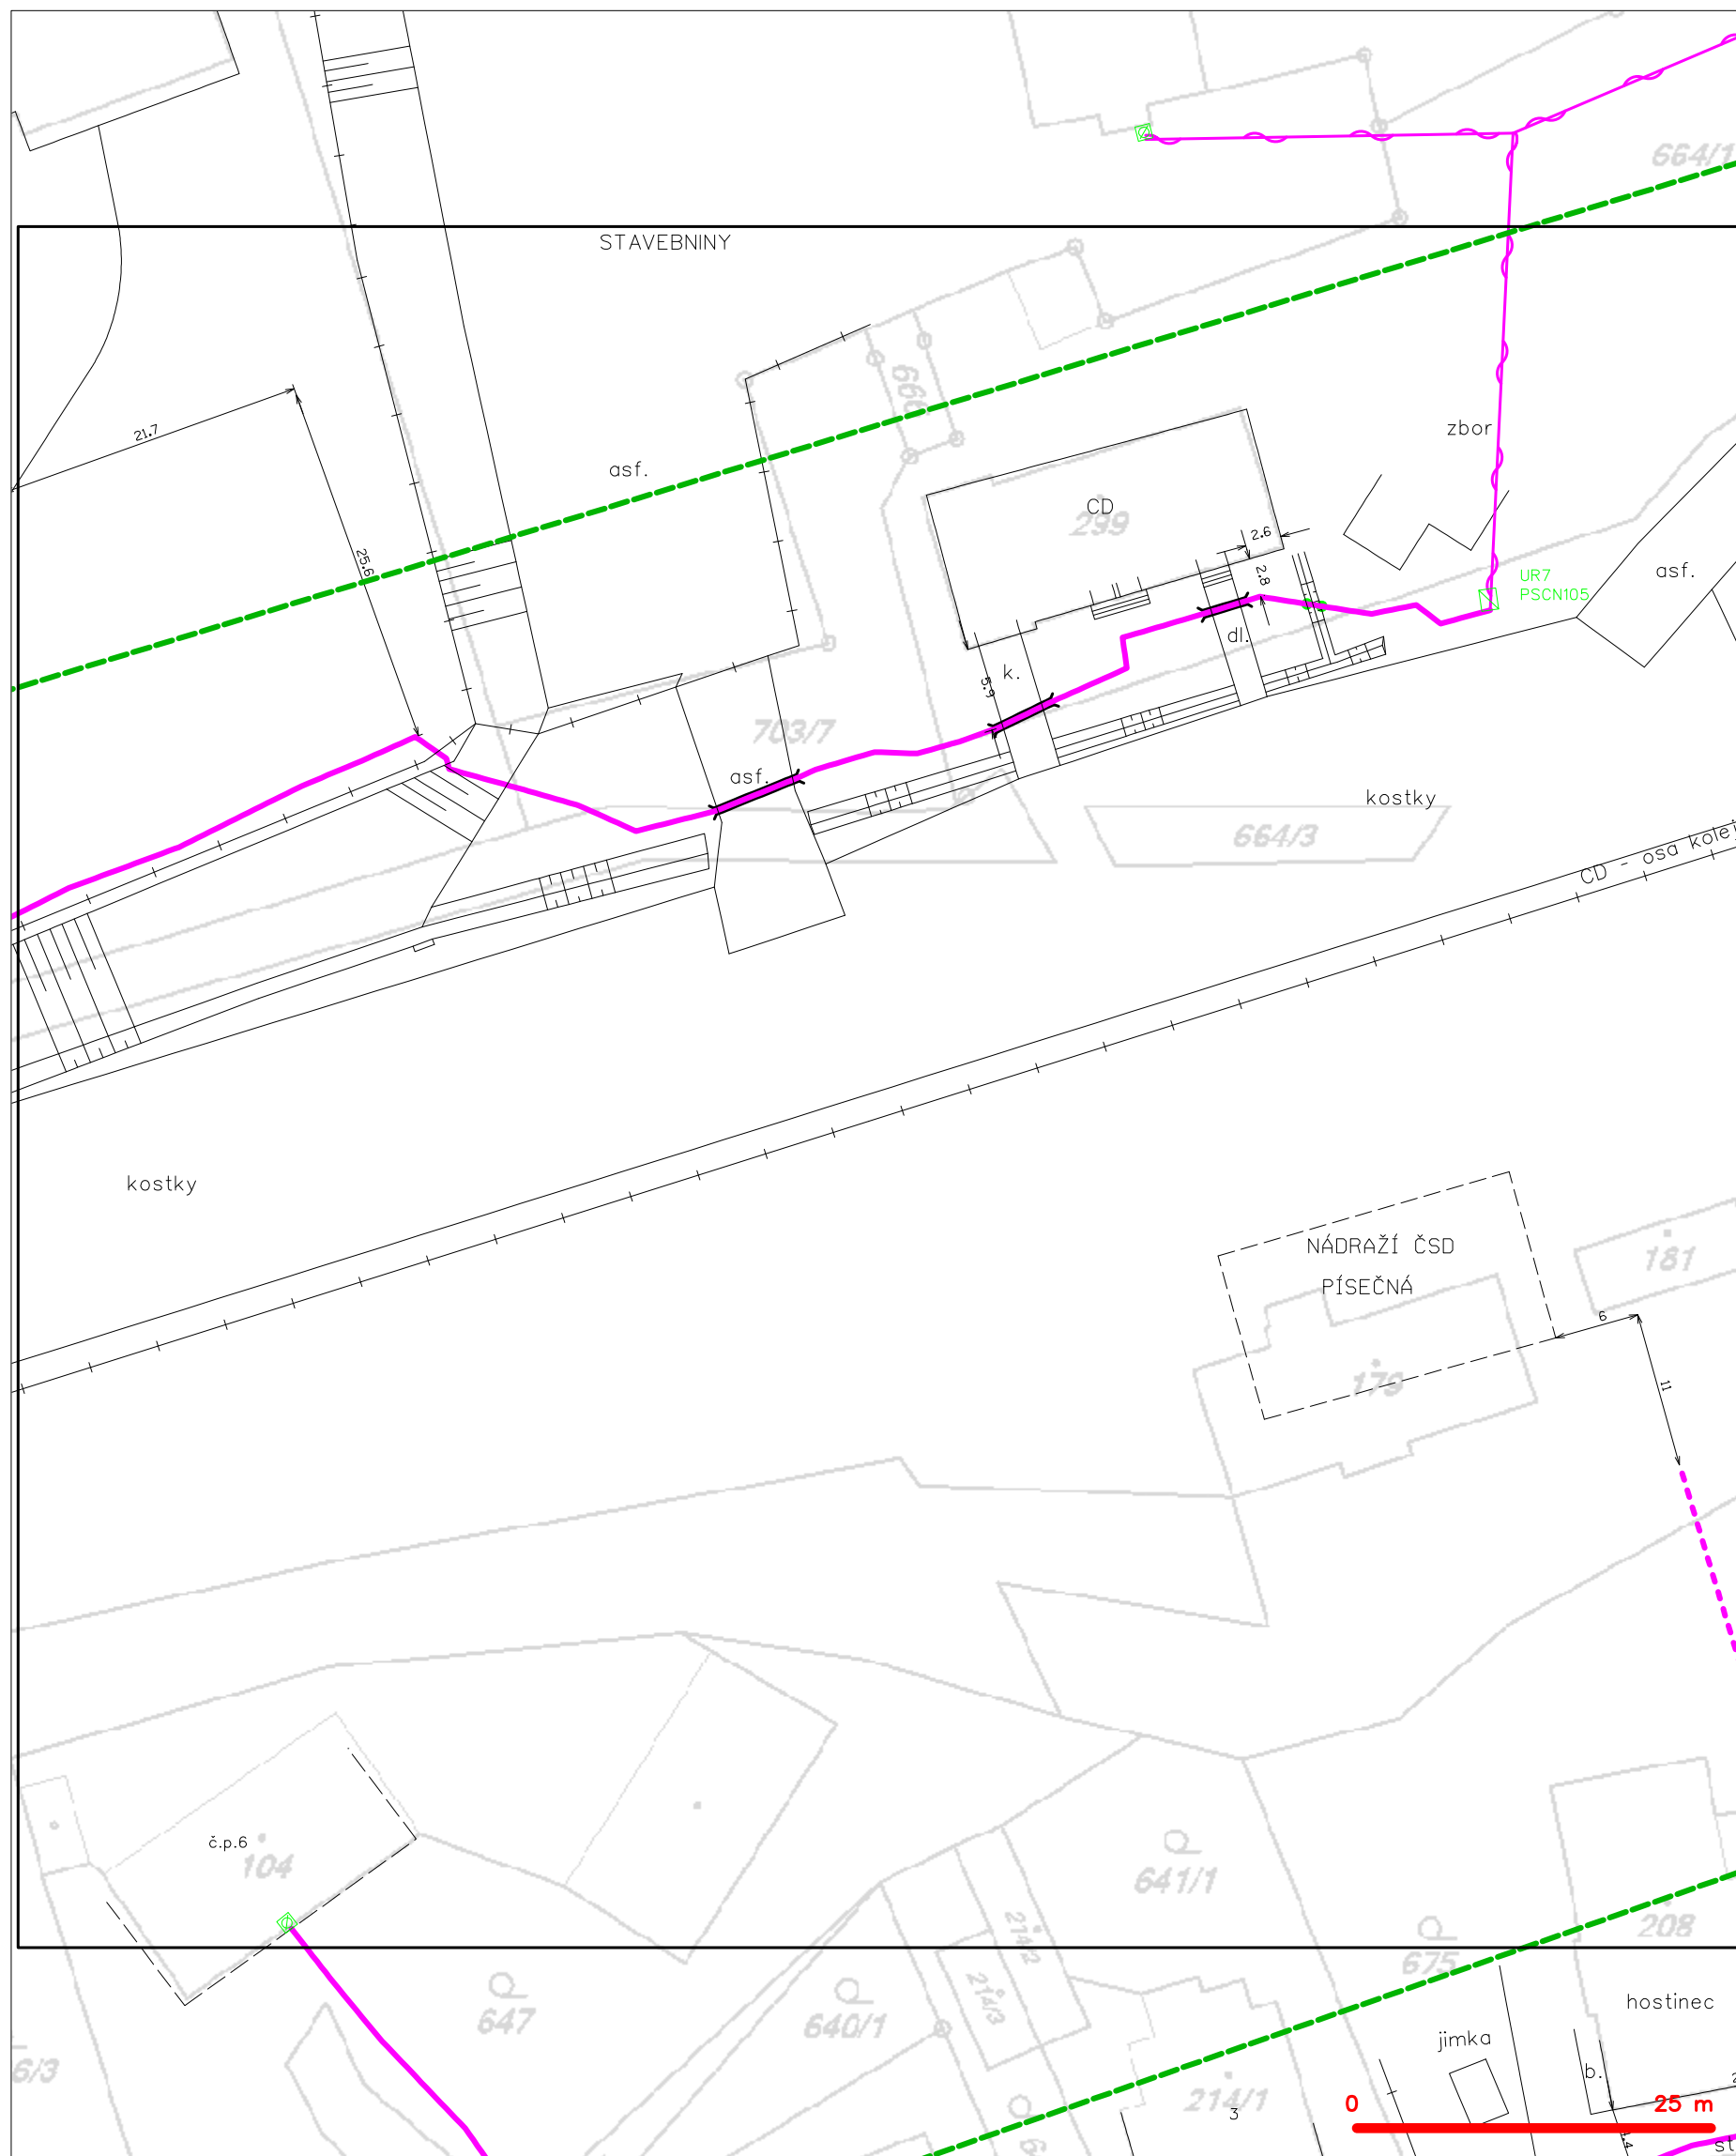 664/1
STAVEBNINY
666
21.7
zbor
asf.
CD
299
2.6
25.6
2.8
asf.
UR7
PSCN105
dl.
k.
5.9
703/7
asf.
kostky
664/3
CD - osa kolej
kostky
NÁDRAŽÍ ČSD
PÍSEČNÁ
181
6
179
11
č.p.6
104
641/1
214/2
208
675
214/3
647
640/1
hostinec
jimka
6/3
b.
214/1
3
0
25 m